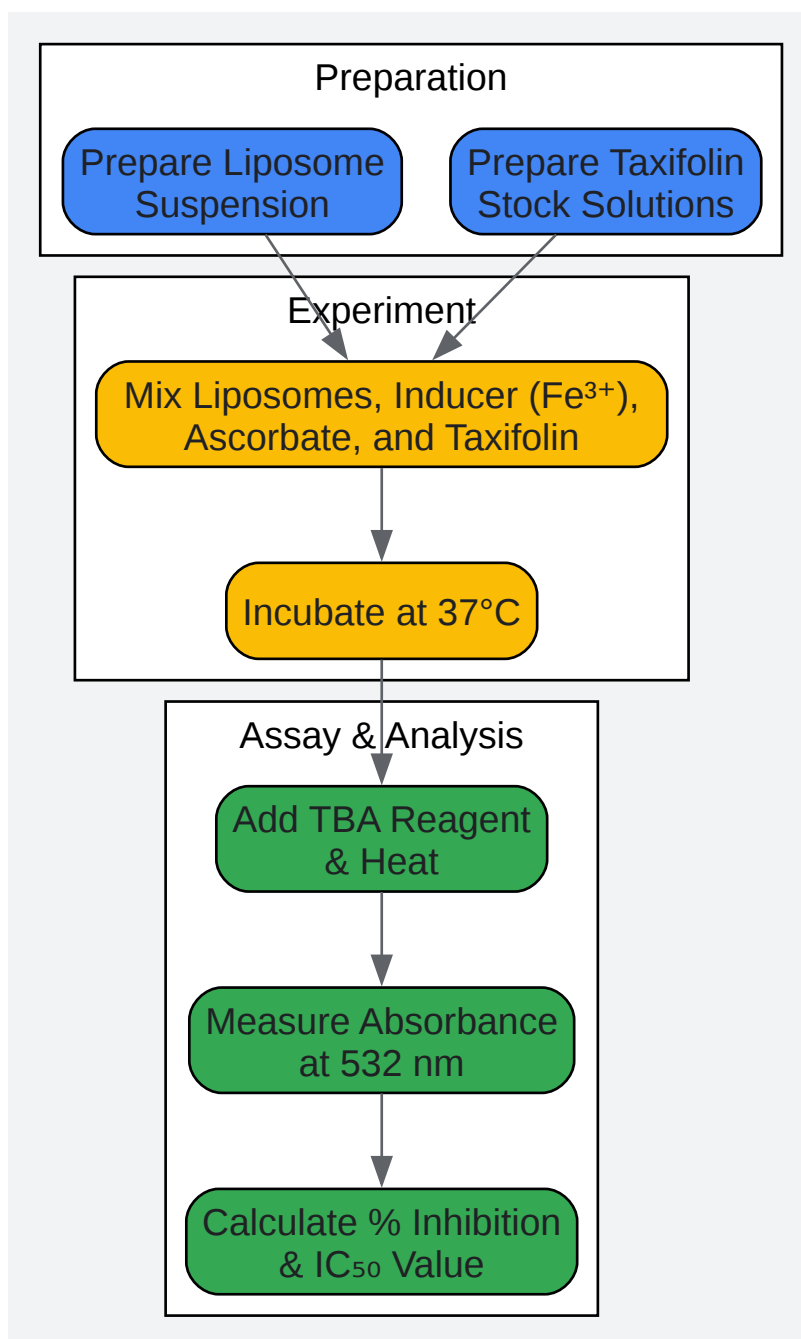 Preparation
Prepare Liposome
Suspension
Prepare Taxifolin
Stock Solutions
Experiment
Mix Liposomes, Inducer (Fe³⁺),
Ascorbate, and Taxifolin
Incubate at 37°C
Assay & Analysis
Add TBA Reagent
& Heat
Measure Absorbance
at 532 nm
Calculate % Inhibition
& IC₅₀ Value